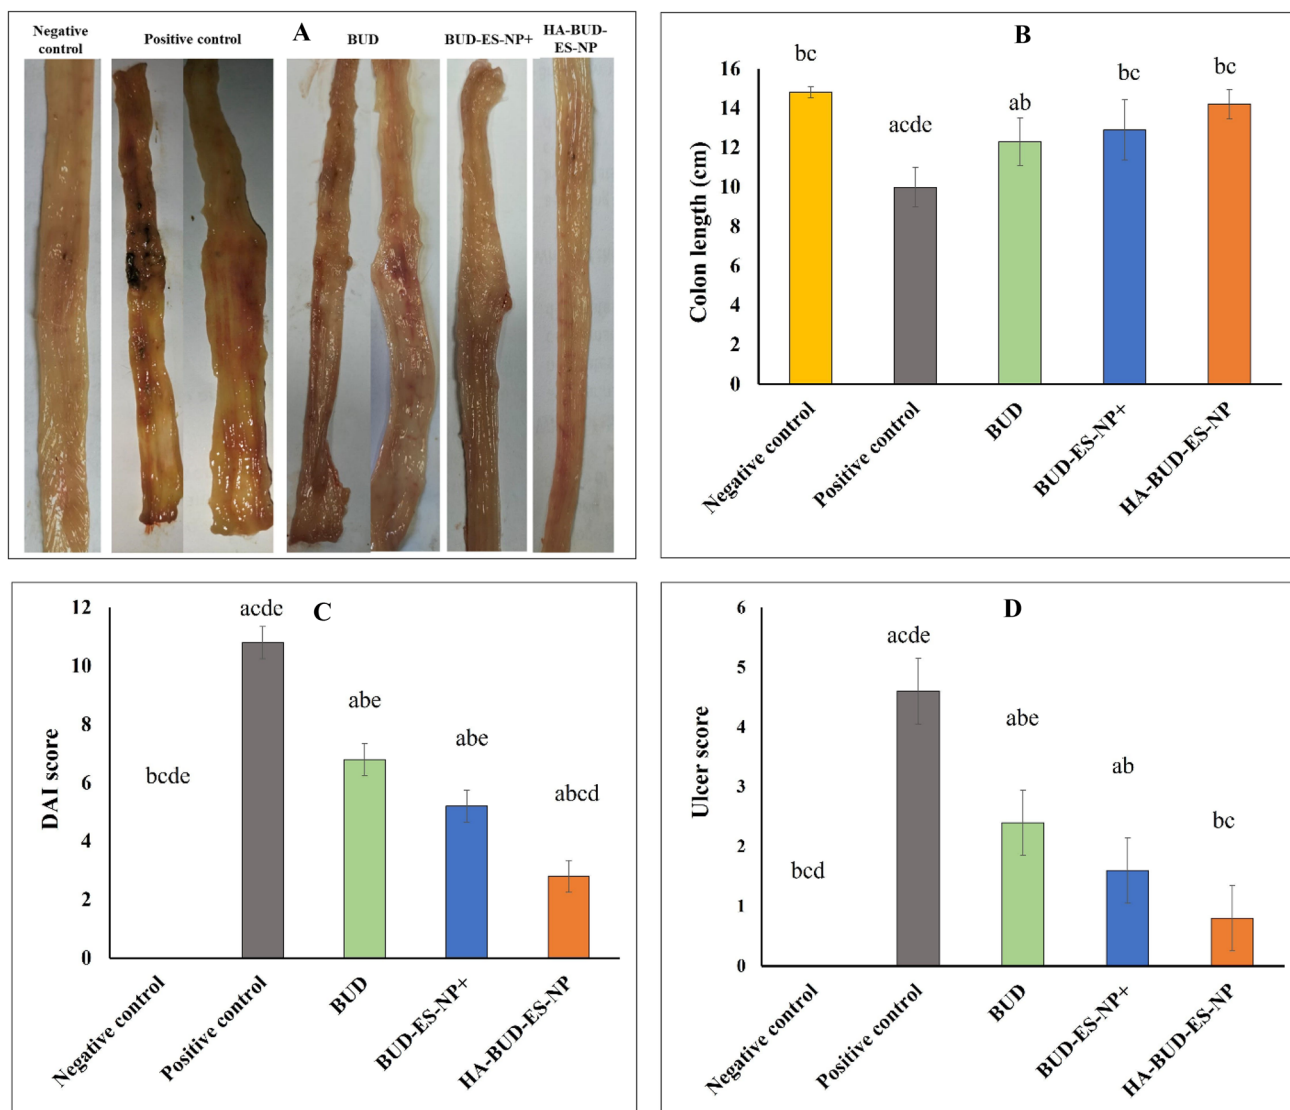 Negative
control
Positive control
A
BUD
BUD-ES-NP+
HA-BUD-
ES-NP
B
Colon length (cm)
16
14
12
10
8
6
4
2
0
bc
acde
ab
bc
bc
Negative control
Positive control
BUD
BUD-ES-NP+
HA-BUD-ES-NP
C
DAI score
12
10
8
6
4
2
0
bcde
acde
abe
abe
abcd
Negative control
Positive control
BUD
BUD-ES-NP+
HA-BUD-ES-NP
D
Ulcer score
6
5
4
3
2
1
0
bcd
acde
abe
ab
bc
Negative control
Positive control
BUD
BUD-ES-NP+
HA-BUD-ES-NP